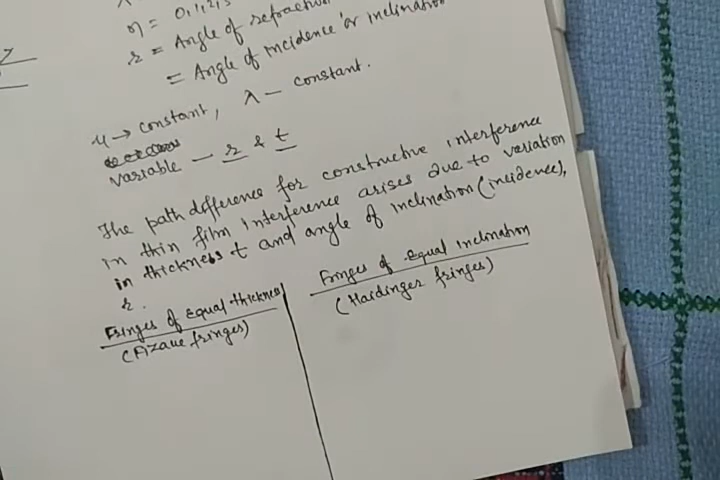 η = 0,1,2,3
r = Angle of refraction
= Angle of incidence or inclination
μ → constant, λ — constant.
variable — r & t
The path difference for constructive interference
in thin film interference arises due to variation
in thickness t and angle of inclination (incidence),
r.
Fringes of Equal thickness
(Fizaue fringes)
Fringes of Equal inclination
(Haidinger fringes)